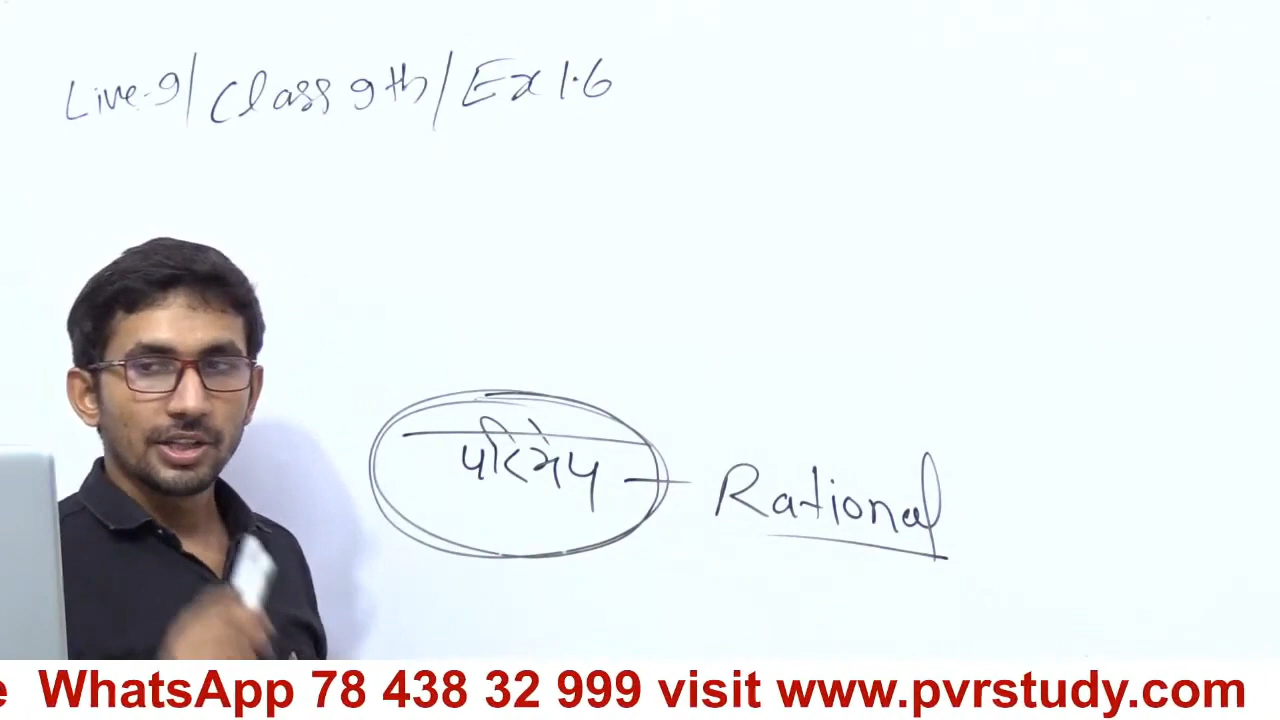 Live-9/ Class 9th / Ex 1.6
परिमेय — Rational
e WhatsApp 78 438 32 999 visit www.pvrstudy.com